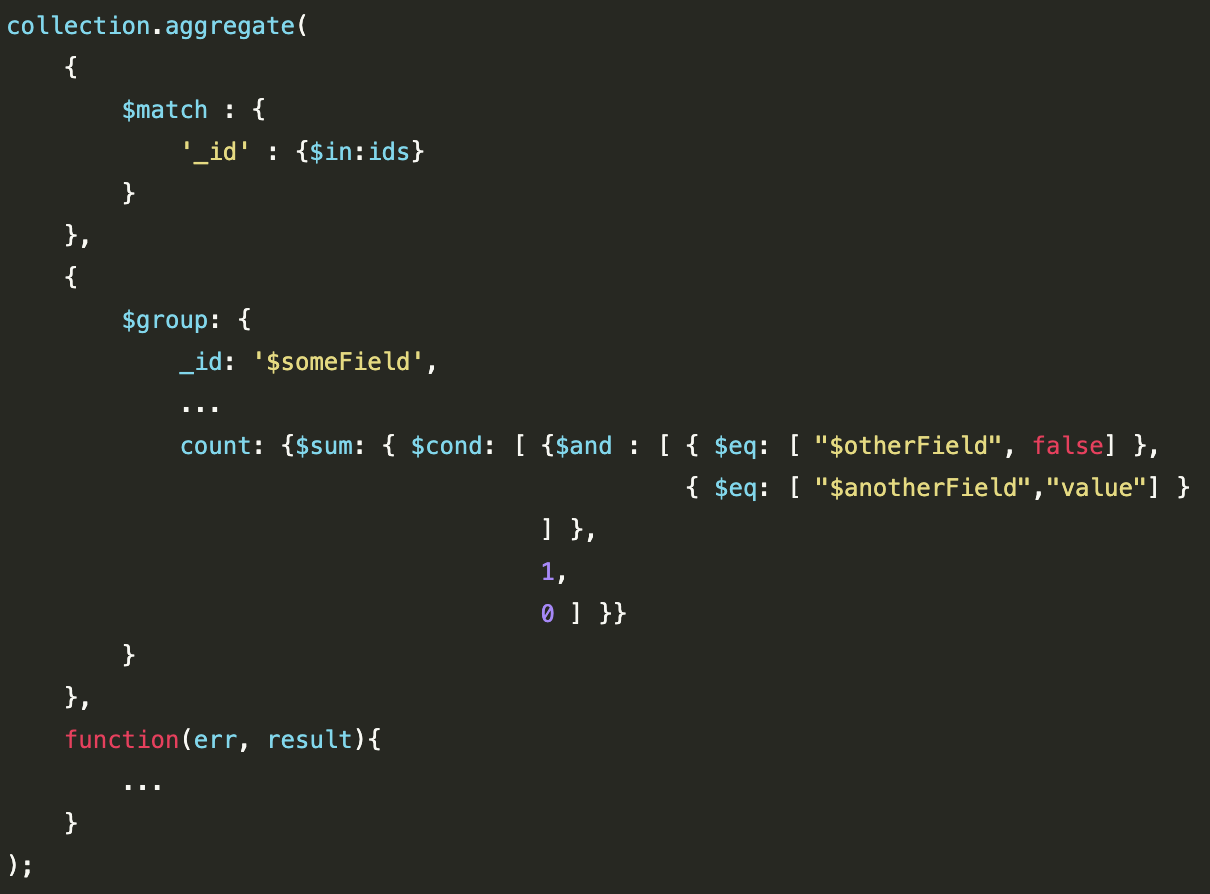 collection.aggregate(
    {
        $match : {
            '_id' : {$in:ids}
        }
    },
    {
        $group: {
            _id: '$someField',
            ...
            count: {$sum: { $cond: [ {$and : [ { $eq: [ "$otherField", false] },
                                               { $eq: [ "$anotherField","value"] }
                                     ] },
                                     1,
                                     0 ] }}
        }
    },
    function(err, result){
        ...
    }
);